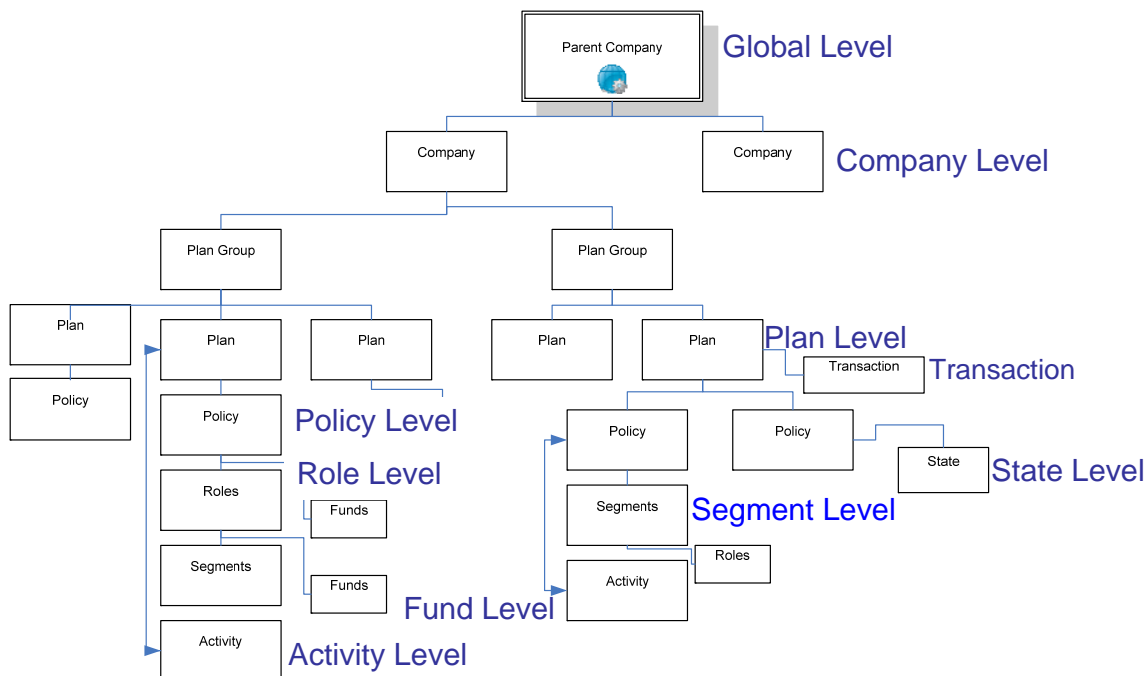 Parent Company
Global Level
Company
Company
Company Level
Plan Group
Plan Group
Plan
Plan
Plan
Plan
Plan
Plan Level
Transaction
Transaction
Policy
Policy
Policy Level
Policy
Policy
State
State Level
Roles
Role Level
Funds
Segments
Segment Level
Roles
Segments
Funds
Fund Level
Activity
Activity
Activity Level